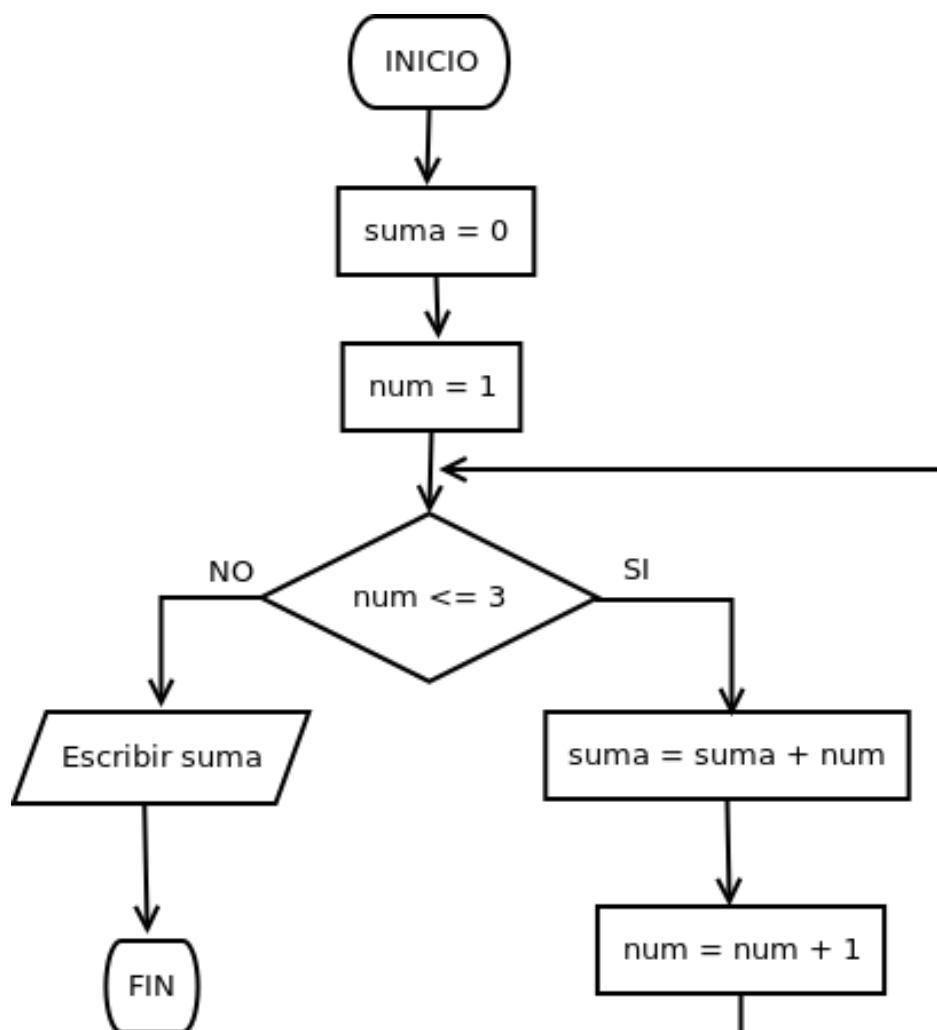 INICIO
suma = 0
num = 1
num <= 3
NO
SI
Escribir suma
suma = suma + num
num = num + 1
FIN